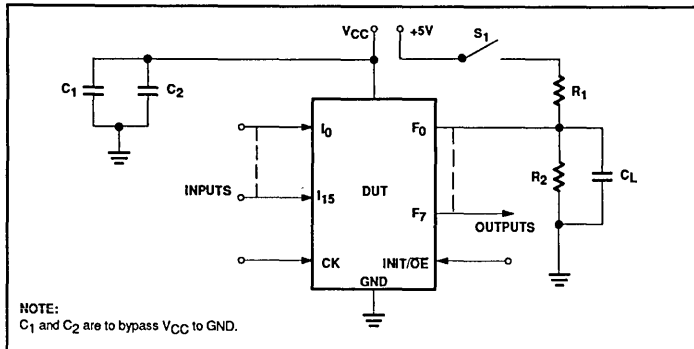 VCC +5V S1
C1 C2
R1
I0 F0
INPUTS DUT R2 CL
I15 F7
OUTPUTS
CK INIT/O̅E̅
GND
NOTE:
C1 and C2 are to bypass VCC to GND.